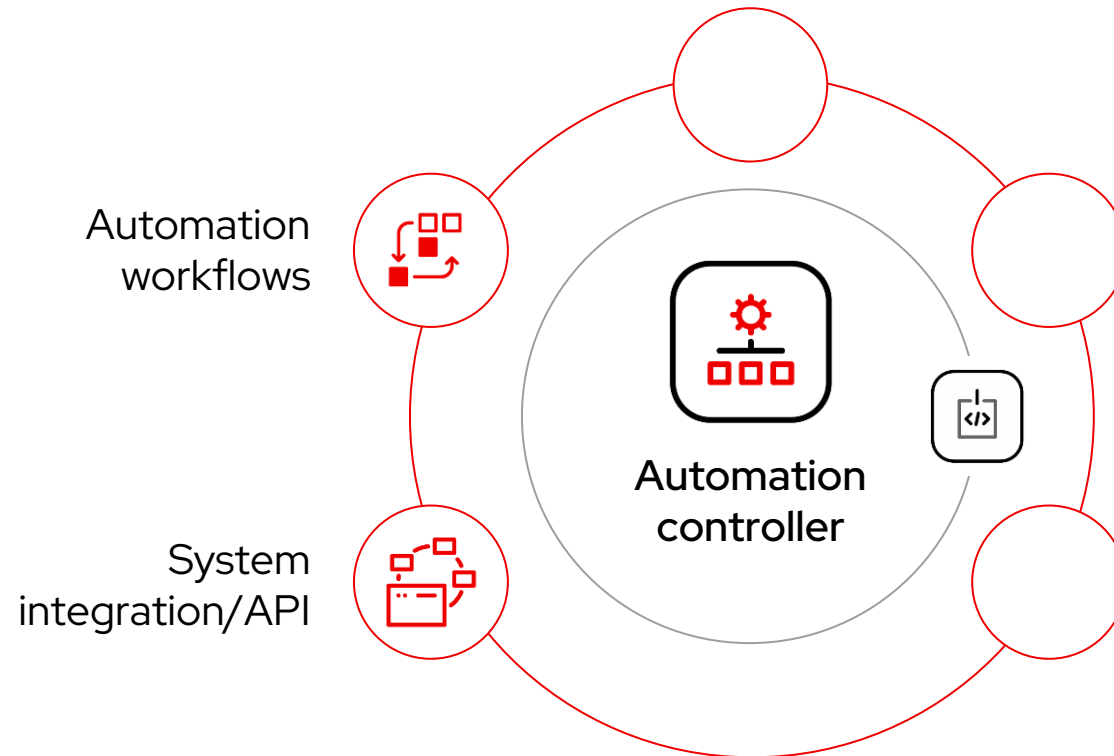 Automation
workflows
Automation
controller
</>
System
integration/API